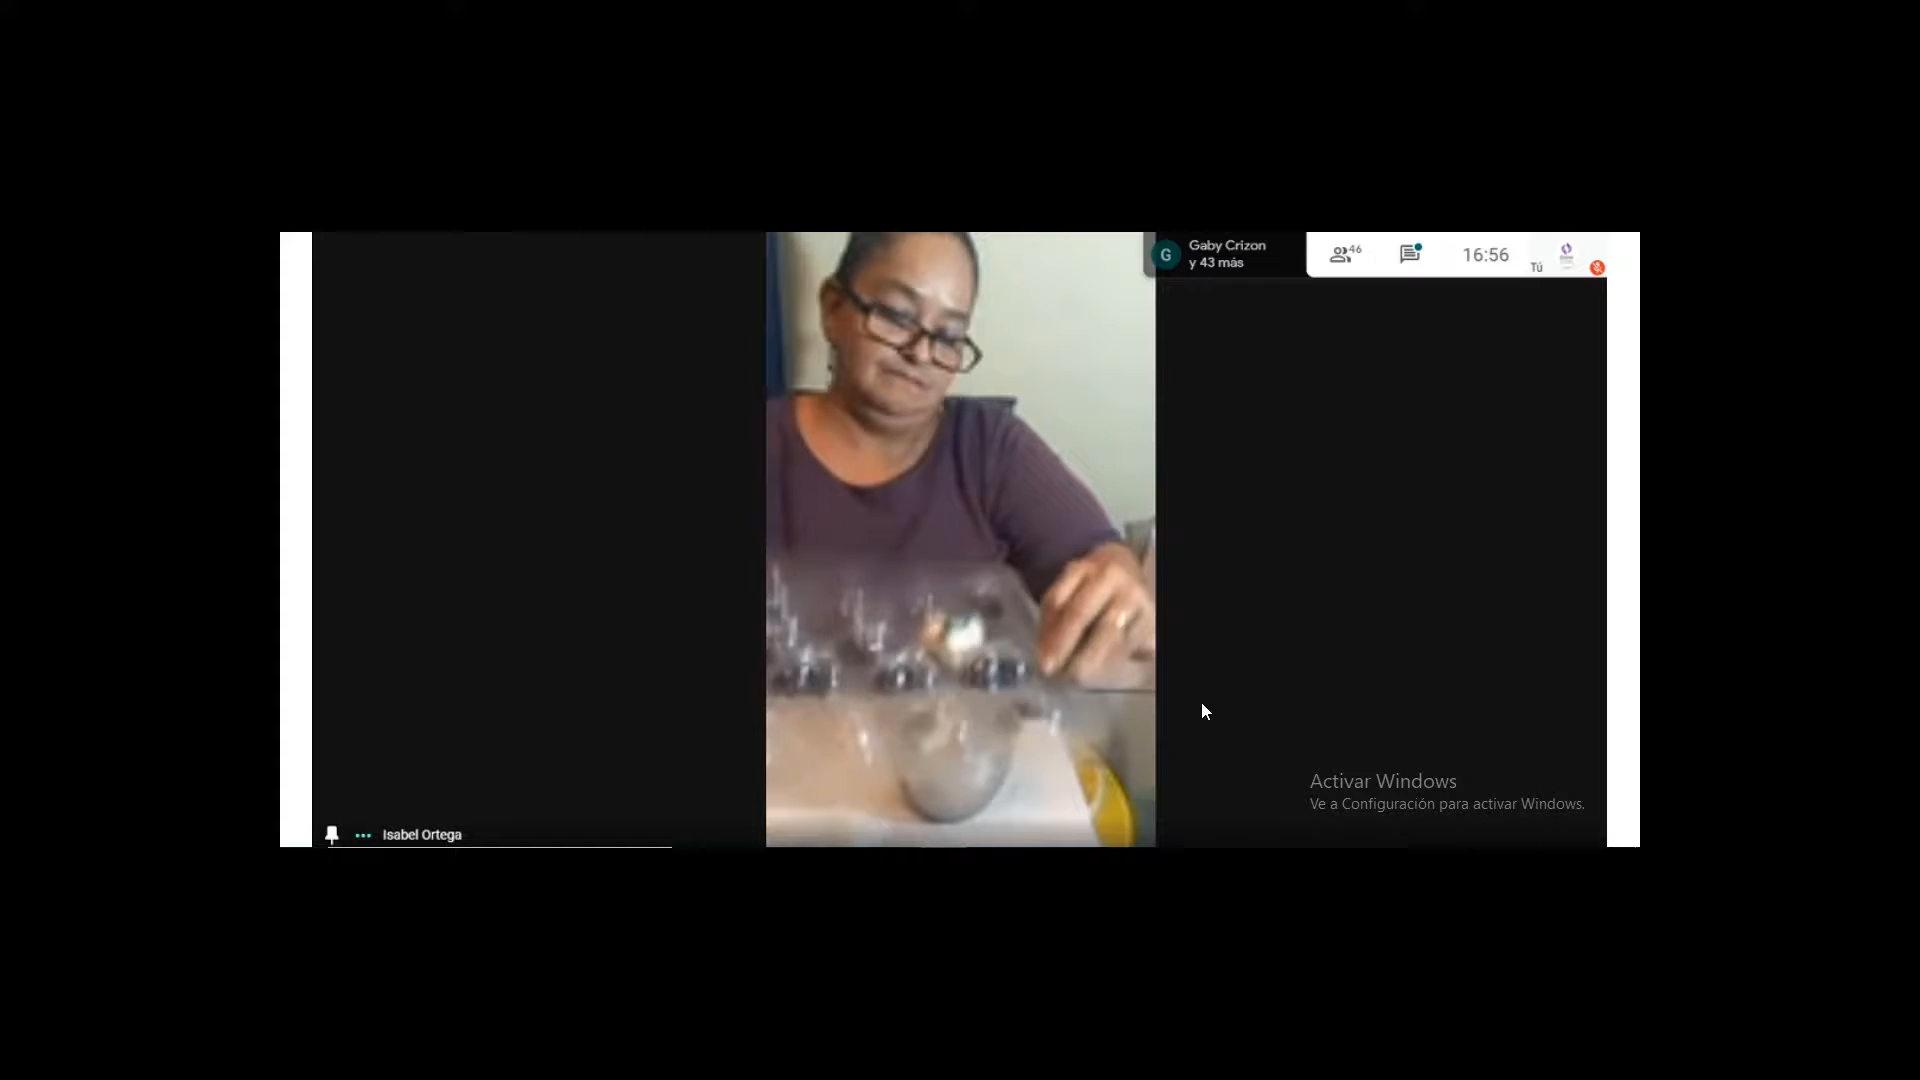 G
Gaby Crizon
y 43 más
46
16:56
Tú
Activar Windows
Ve a Configuración para activar Windows.
Isabel Ortega